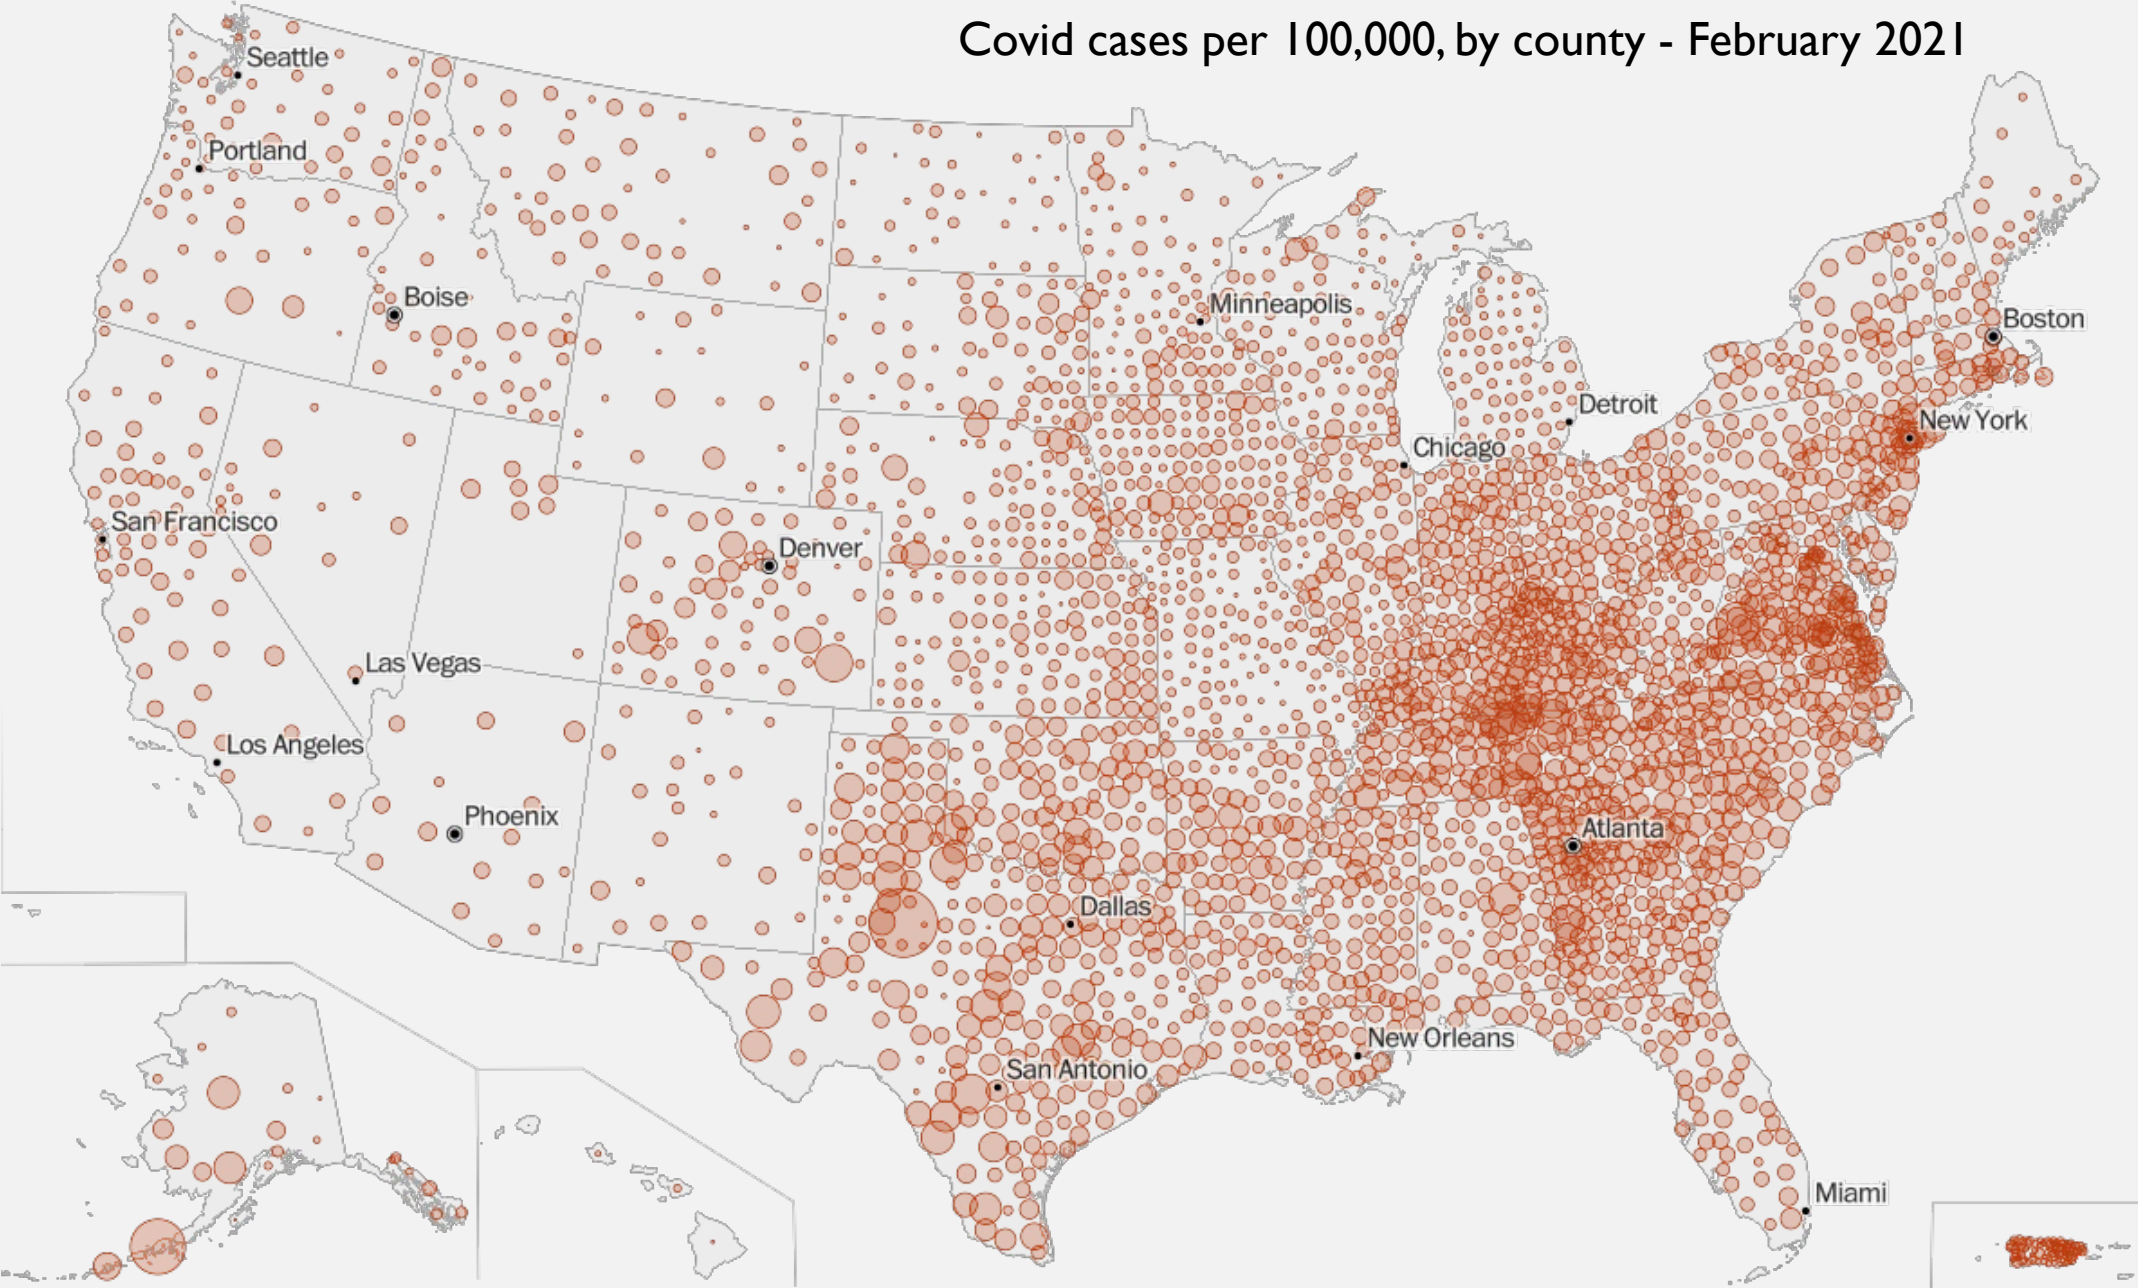 Covid cases per 100,000, by county - February 2021
Seattle
Portland
Boise
Minneapolis
Boston
Detroit
New York
Chicago
San Francisco
Denver
Las Vegas
Los Angeles
Phoenix
Atlanta
Dallas
New Orleans
San Antonio
Miami